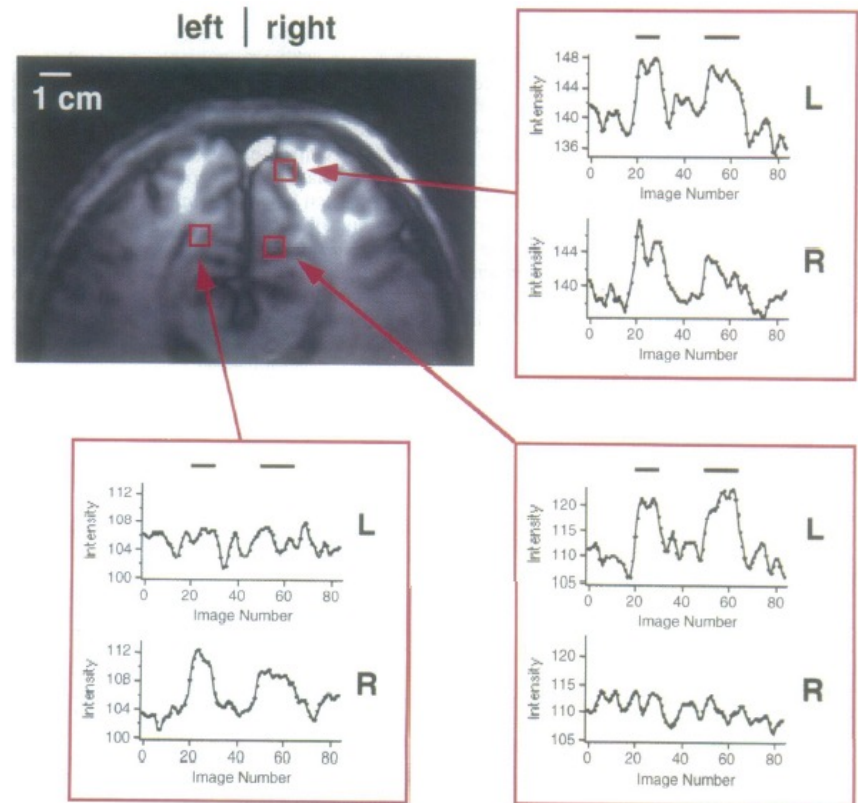 left | right
1 cm
148
144
140
136
Intensity
0 20 40 60 80
Image Number
L
144
140
Intensity
0 20 40 60 80
Image Number
R
112
108
104
100
Intensity
0 20 40 60 80
Image Number
L
112
108
104
100
Intensity
0 20 40 60 80
Image Number
R
120
115
110
105
Intensity
0 20 40 60 80
Image Number
L
120
115
110
105
Intensity
0 20 40 60 80
Image Number
R